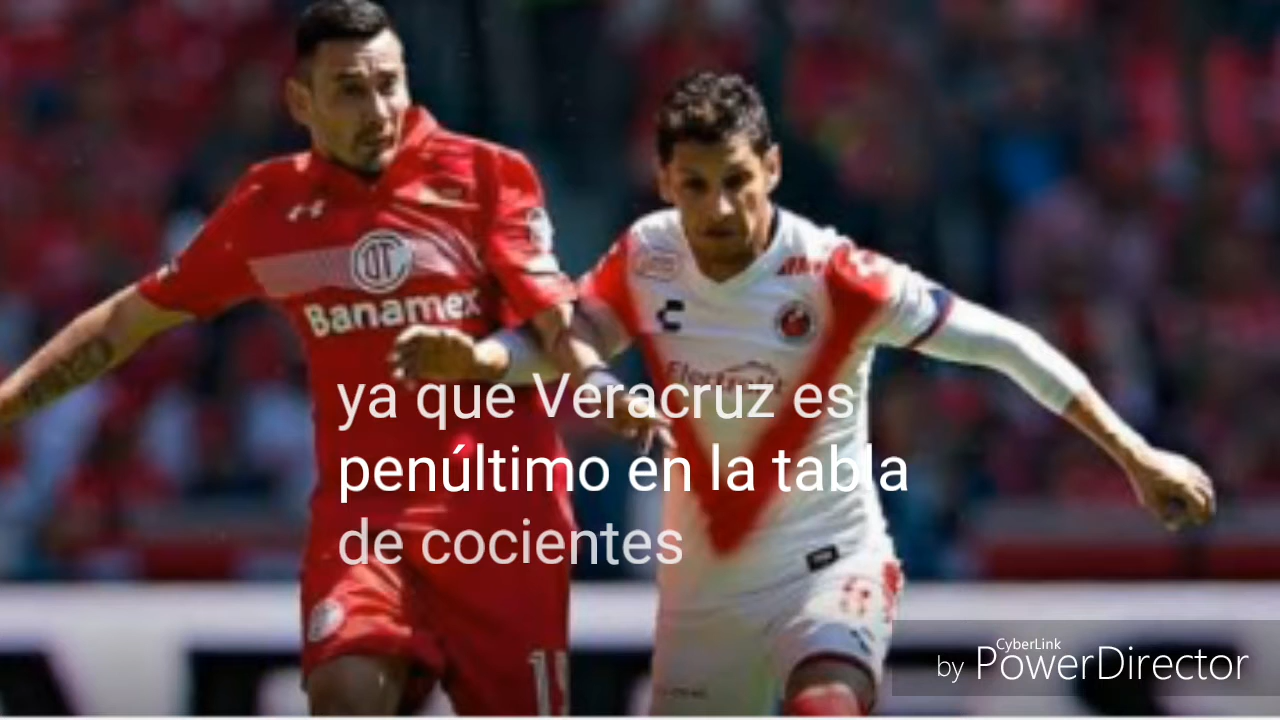 Banamex
ya que Veracruz es
penúltimo en la tabla
de cocientes
CyberLink
by PowerDirector